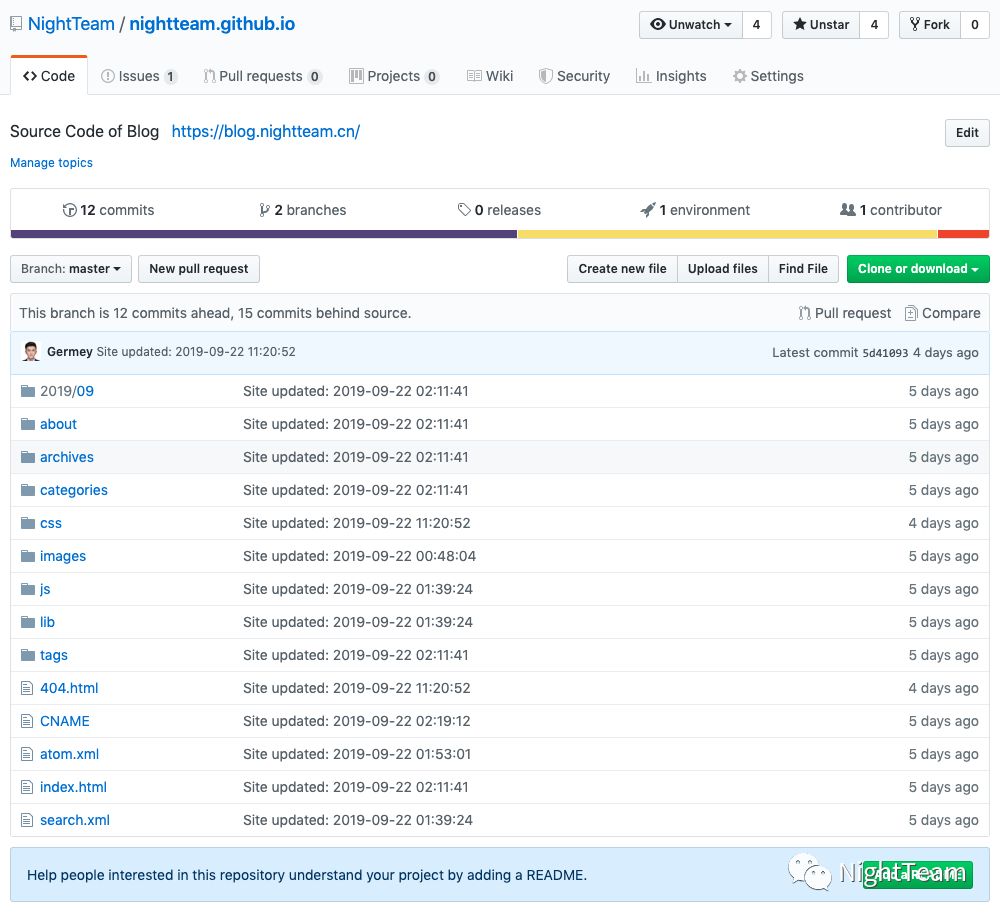 NightTeam / nightteam.github.io Unwatch 4 Unstar 4 Fork 0
Code Issues 1 Pull requests 0 Projects 0 Wiki Security Insights Settings
Source Code of Blog https://blog.nightteam.cn/ Edit
Manage topics
12 commits 2 branches 0 releases 1 environment 1 contributor
Branch: master New pull request Create new file Upload files Find File Clone or download
This branch is 12 commits ahead, 15 commits behind source. Pull request Compare
Germey Site updated: 2019-09-22 11:20:52 Latest commit 5d41093 4 days ago
2019/09 Site updated: 2019-09-22 02:11:41 5 days ago
about Site updated: 2019-09-22 02:11:41 5 days ago
archives Site updated: 2019-09-22 02:11:41 5 days ago
categories Site updated: 2019-09-22 02:11:41 5 days ago
css Site updated: 2019-09-22 11:20:52 4 days ago
images Site updated: 2019-09-22 00:48:04 5 days ago
js Site updated: 2019-09-22 01:39:24 5 days ago
lib Site updated: 2019-09-22 01:39:24 5 days ago
tags Site updated: 2019-09-22 02:11:41 5 days ago
404.html Site updated: 2019-09-22 11:20:52 4 days ago
CNAME Site updated: 2019-09-22 02:19:12 5 days ago
atom.xml Site updated: 2019-09-22 01:53:01 5 days ago
index.html Site updated: 2019-09-22 02:11:41 5 days ago
search.xml Site updated: 2019-09-22 01:39:24 5 days ago
Help people interested in this repository understand your project by adding a README. NightTeam